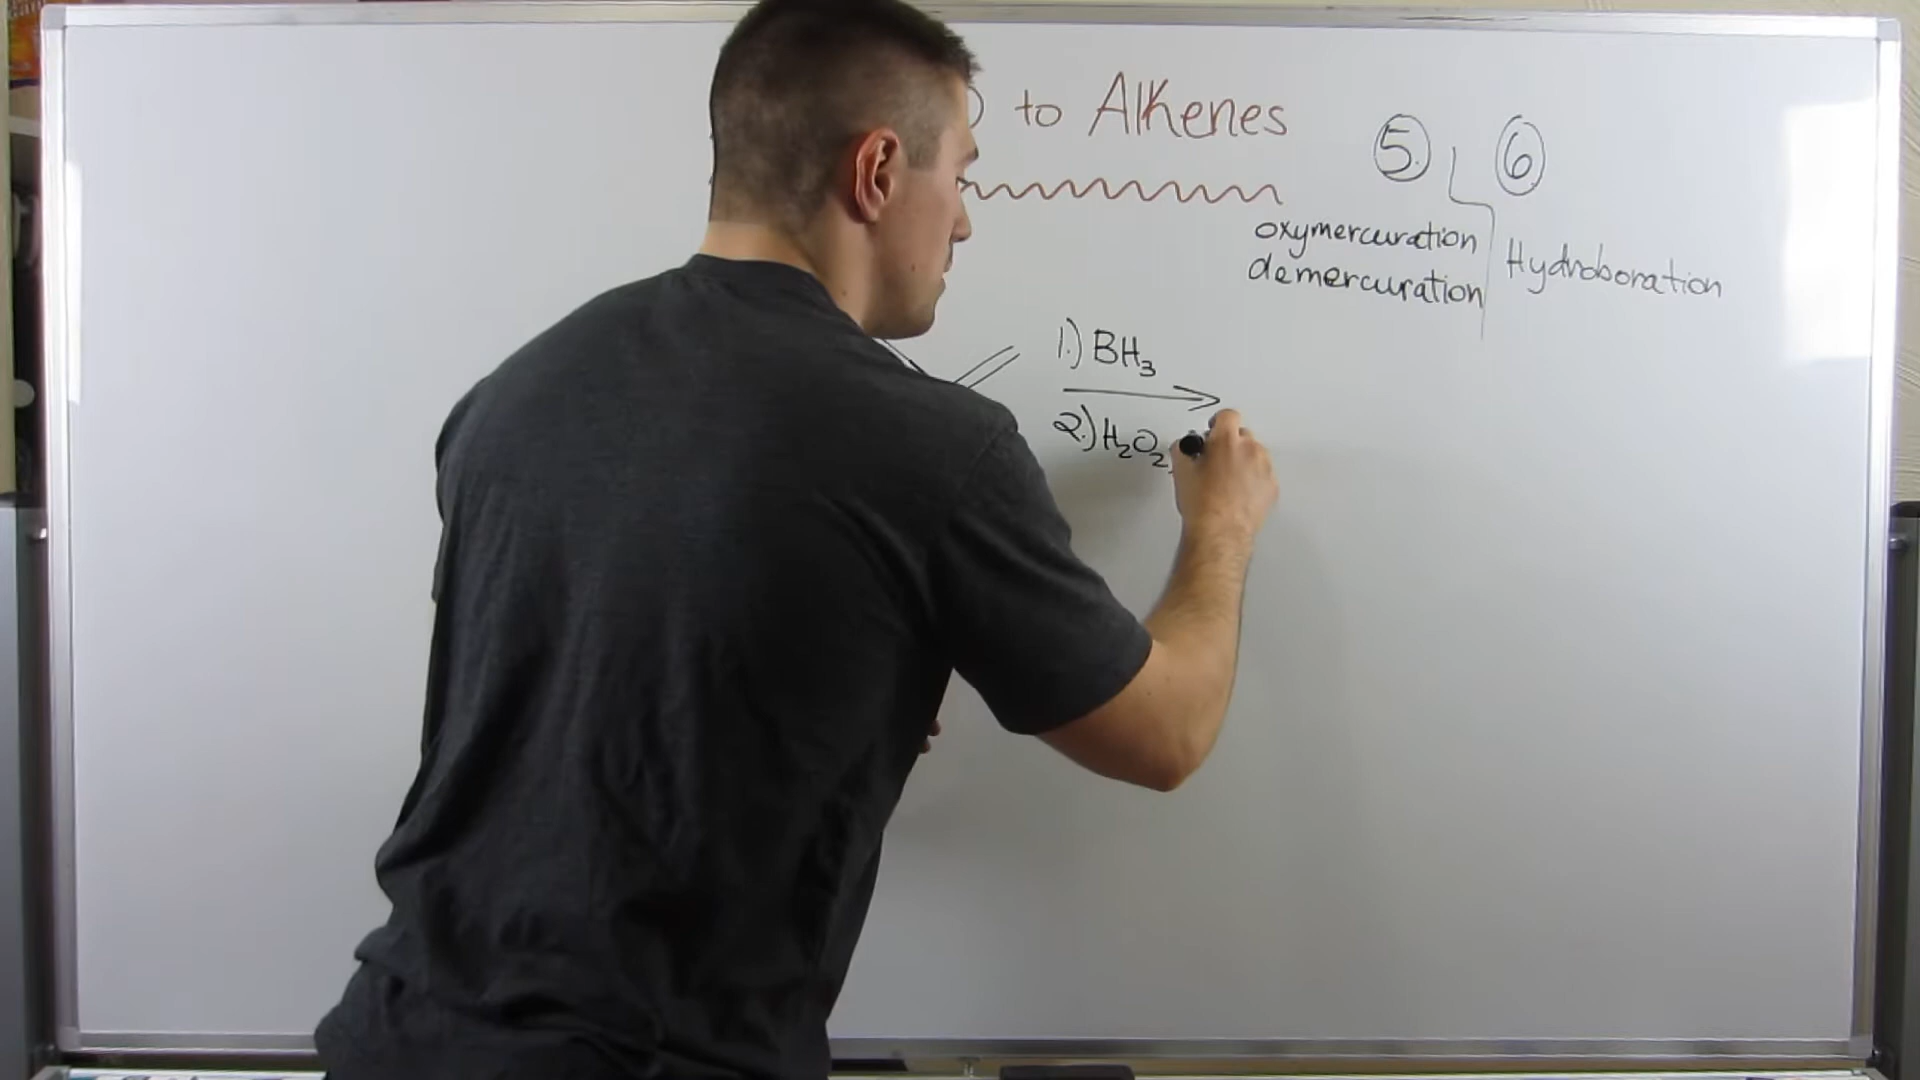 to Alkenes
5. 6
oxymercuration
demercuration
Hydroboration
1.) BH3
2.) H2O2,